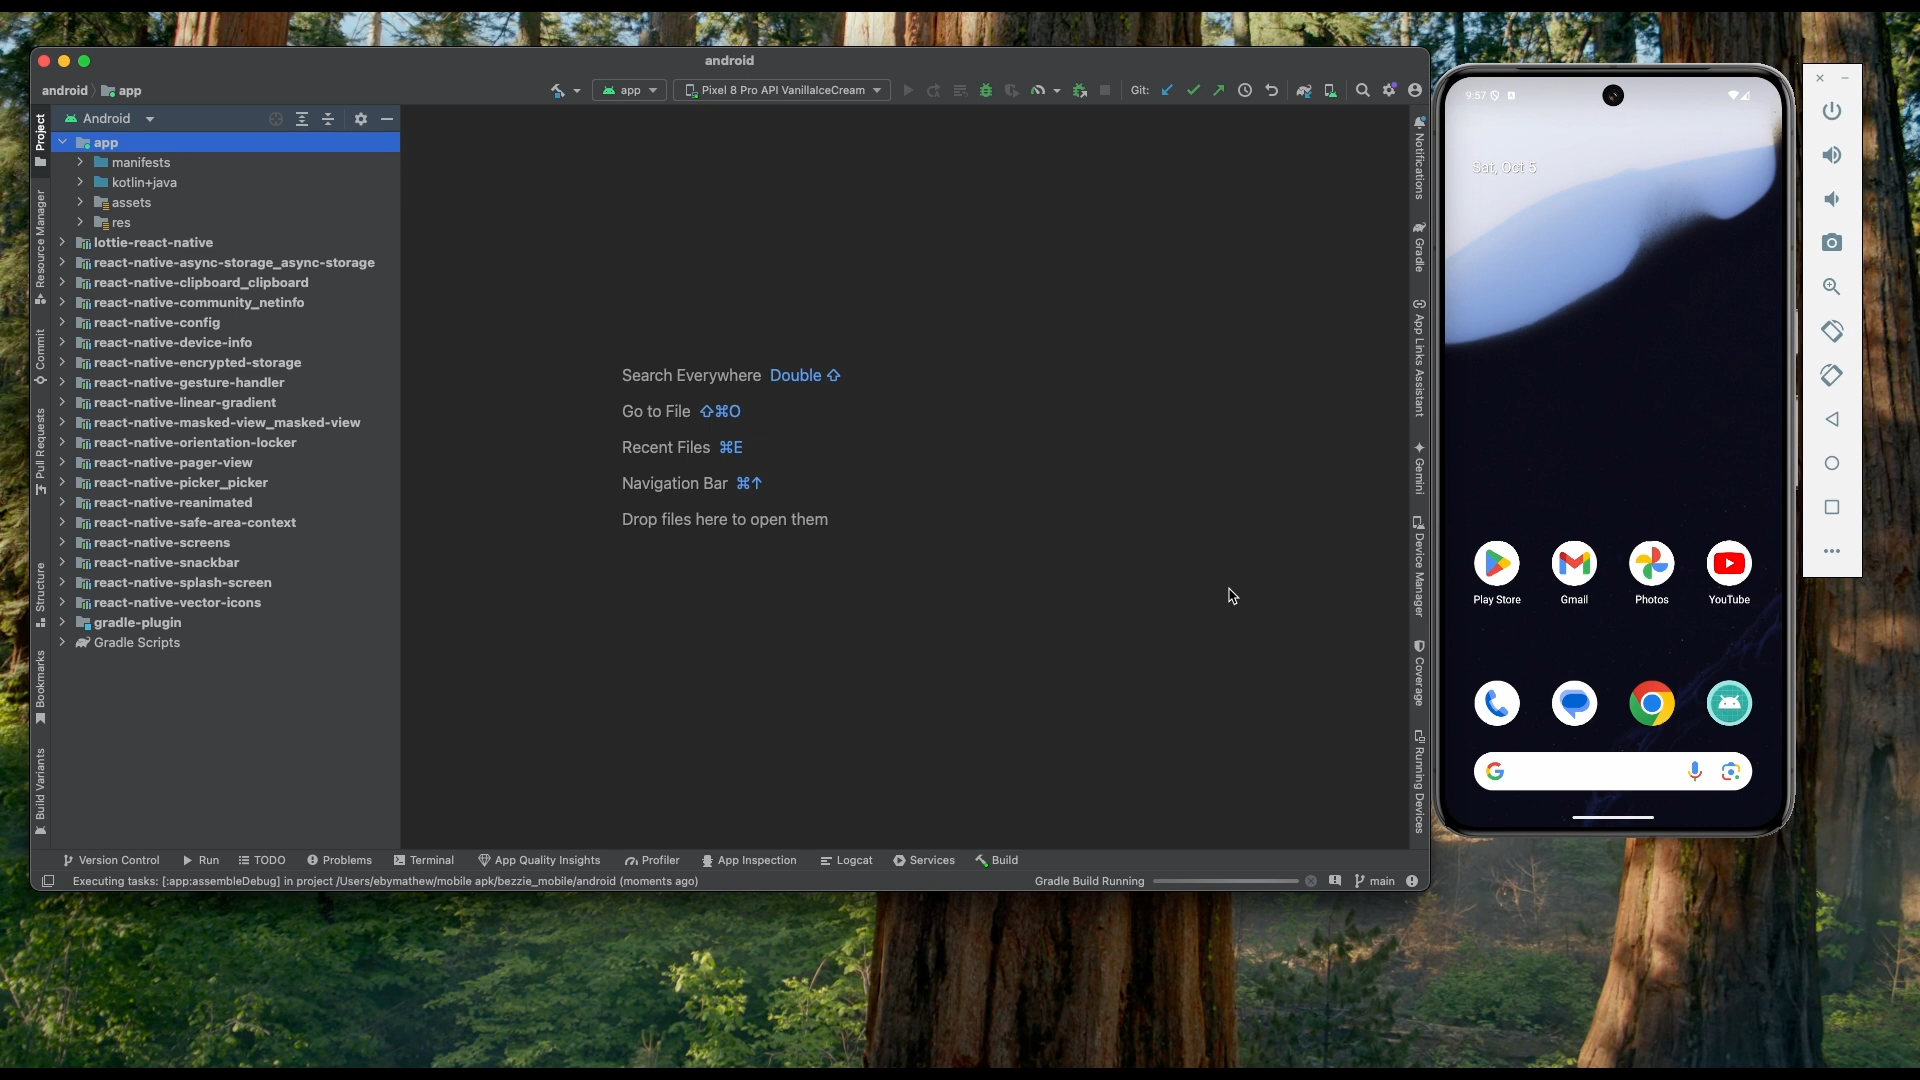 android
android
app
app
Pixel 8 Pro API VanillaIceCream
Git:
Project
Resource Manager
Commit
Pull Requests
Structure
Bookmarks
Build Variants
Android
app
manifests
kotlin+java
assets
res
lottie-react-native
react-native-async-storage_async-storage
react-native-clipboard_clipboard
react-native-community_netinfo
react-native-config
react-native-device-info
react-native-encrypted-storage
react-native-gesture-handler
react-native-linear-gradient
react-native-masked-view_masked-view
react-native-orientation-locker
react-native-pager-view
react-native-picker_picker
react-native-reanimated
react-native-safe-area-context
react-native-screens
react-native-snackbar
react-native-splash-screen
react-native-vector-icons
gradle-plugin
Gradle Scripts
Search Everywhere Double ⇧
Go to File ⇧⌘O
Recent Files ⌘E
Navigation Bar ⌘↑
Drop files here to open them
Notifications
Gradle
App Links Assistant
Gemini
Device Manager
Coverage
Running Devices
Version Control
Run
TODO
Problems
Terminal
App Quality Insights
Profiler
App Inspection
Logcat
Services
Build
Executing tasks: [:app:assembleDebug] in project /Users/ebymathew/mobile apk/bezzie_mobile/android (moments ago)
Gradle Build Running
main
9:57
Sat, Oct 5
Play Store
Gmail
Photos
YouTube